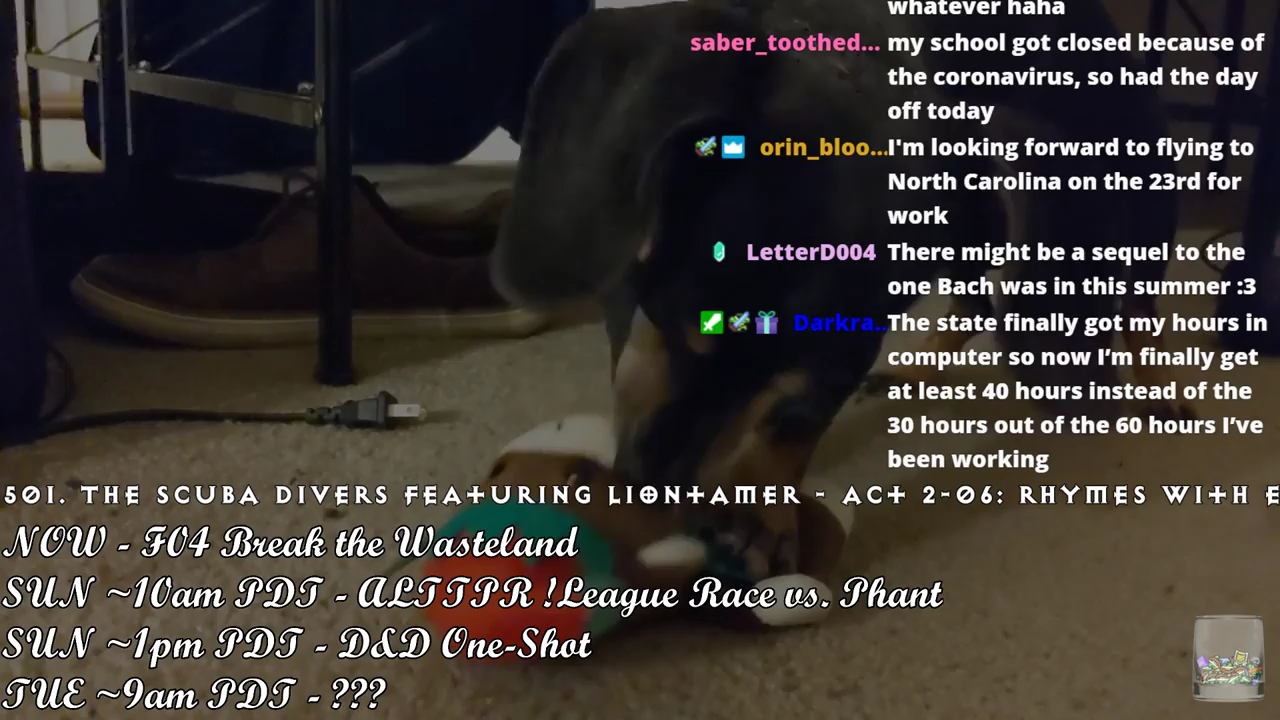 whatever haha
saber_toothed... my school got closed because of
the coronavirus, so had the day
off today
orin_bloo... I'm looking forward to flying to
North Carolina on the 23rd for
work
LetterD004 There might be a sequel to the
one Bach was in this summer :3
Darkra... The state finally got my hours in
computer so now I’m finally get
at least 40 hours instead of the
30 hours out of the 60 hours I’ve
been working
501. THE SCUBA DIVERS FEATURING LIONTAMER - ACT 2-06: RHYMES WITH E
NOW - FO4 Break the Wasteland
SUN ~10am PDT - ALTTPR !League Race vs. Phant
SUN ~1pm PDT - D&D One-Shot
TUE ~9am PDT - ???